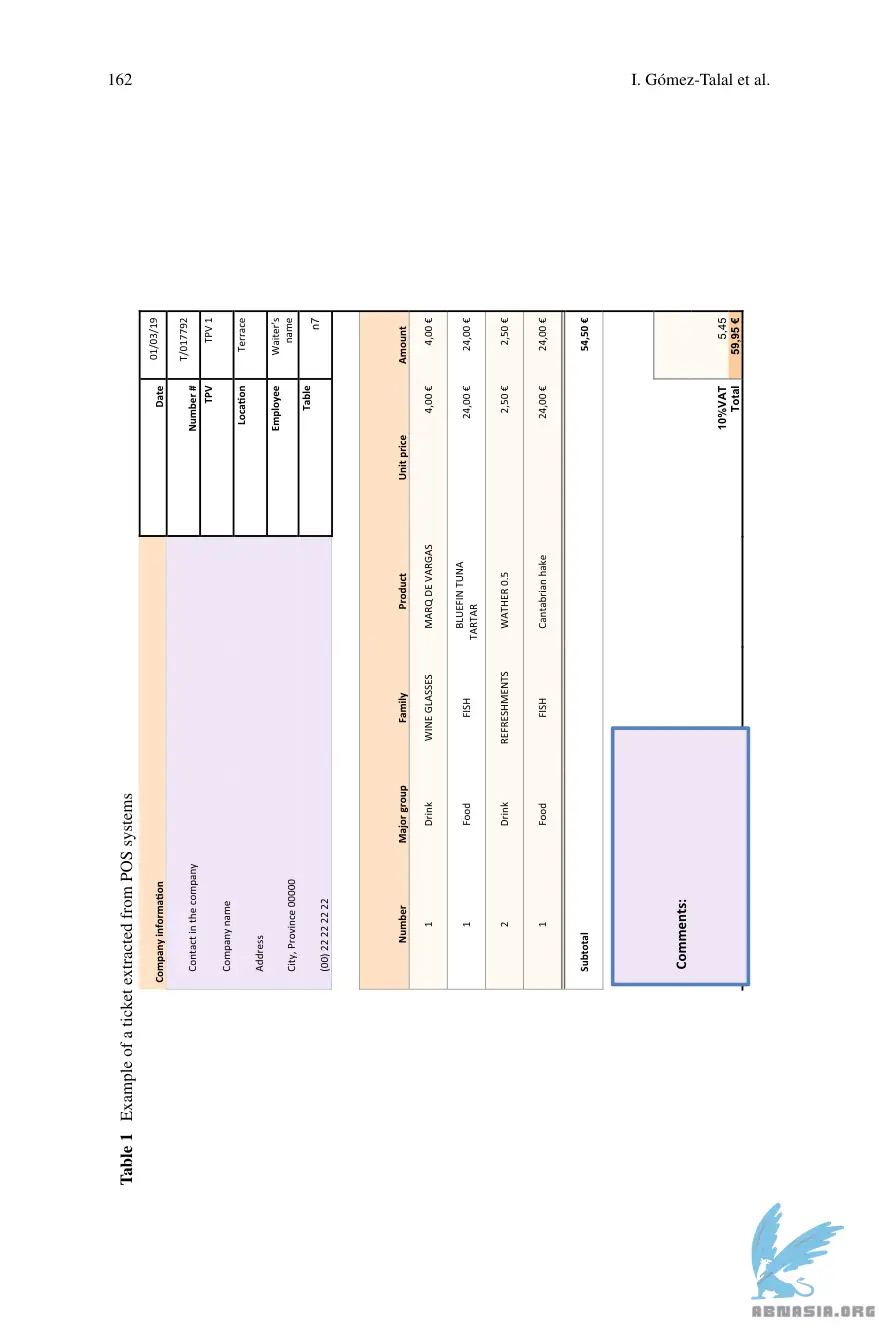 162 I. Gómez-Talal et al.
Table 1 Example of a ticket extracted from POS systems
Company information Date 01/03/19
Contact in the company Number # T/017792
Company name TPV TPV 1
Address Location Terrace
City, Province 00000 Employee Waiter's
name
(00) 22 22 22 22 Table n7
Number Major group Family Product Unit price Amount
1 Drink WINE GLASSES MARQ DE VARGAS 4,00 € 4,00 €
1 Food FISH BLUEFIN TUNA 24,00 € 24,00 €
TARTAR
2 Drink REFRESHMENTS WATHER 0.5 2,50 € 2,50 €
1 Food FISH Cantabrian hake 24,00 € 24,00 €
Subtotal 54,50 €
Comments:
10%VAT 5,45
Total 59,95 €
ABNASIA.ORG